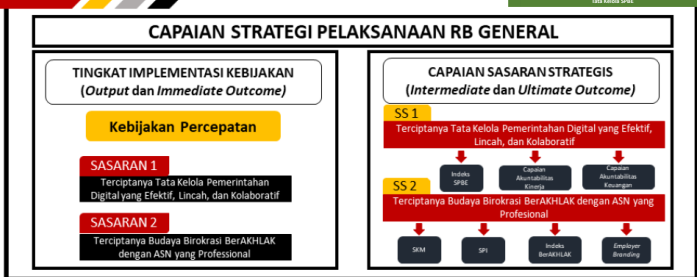 Tata Kelola SPBE
CAPAIAN STRATEGI PELAKSANAAN RB GENERAL
TINGKAT IMPLEMENTASI KEBIJAKAN
(Output dan Immediate Outcome)
Kebijakan Percepatan
SASARAN 1
Terciptanya Tata Kelola Pemerintahan
Digital yang Efektif, Lincah, dan Kolaboratif
SASARAN 2
Terciptanya Budaya Birokrasi BerAKHLAK
dengan ASN yang Professional
CAPAIAN SASARAN STRATEGIS
(Intermediate dan Ultimate Outcome)
SS 1
Terciptanya Tata Kelola Pemerintahan Digital yang Efektif,
Lincah, dan Kolaboratif
Indeks
SPBE
Capaian
Akuntabilitas
Kinerja
Capaian
Akuntabilitas
Keuangan
SS 2
Terciptanya Budaya Birokrasi BerAKHLAK dengan ASN yang
Profesional
SKM
SPI
Indeks
BerAKHLAK
Employer
Branding